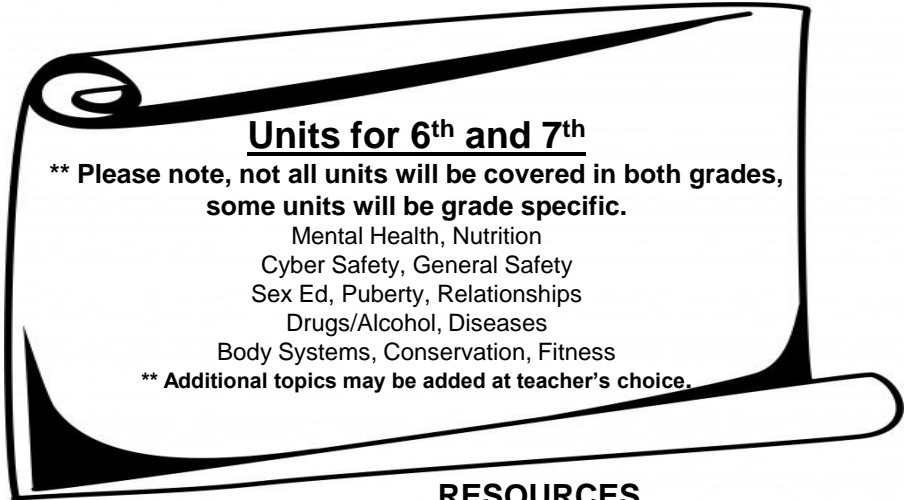 Units for 6th and 7th
** Please note, not all units will be covered in both grades,
some units will be grade specific.
Mental Health, Nutrition
Cyber Safety, General Safety
Sex Ed, Puberty, Relationships
Drugs/Alcohol, Diseases
Body Systems, Conservation, Fitness
** Additional topics may be added at teacher’s choice.
RESOURCES